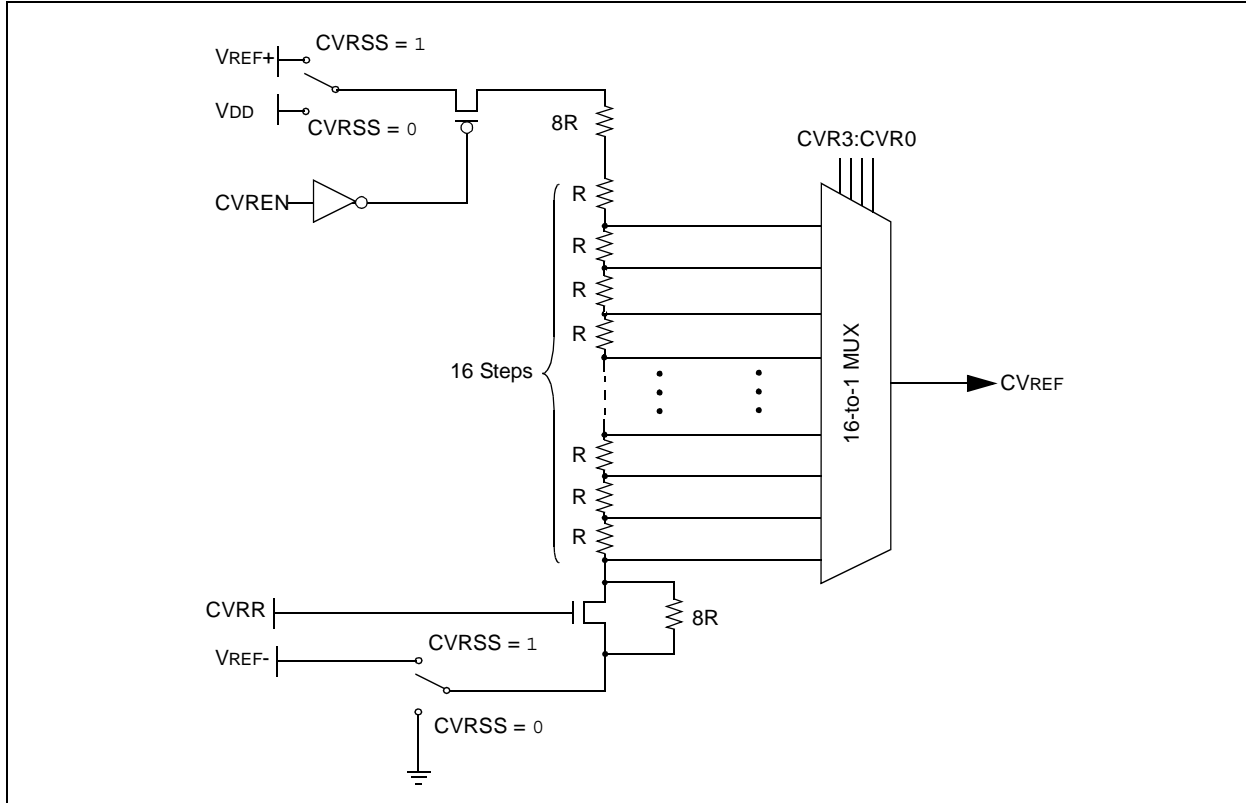 VREF+
CVRSS = 1
VDD
CVRSS = 0
8R
CVREN
CVR3:CVR0
R
R
R
R
16 Steps
16-to-1 MUX
CVREF
R
R
R
CVRR
8R
VREF-
CVRSS = 1
CVRSS = 0